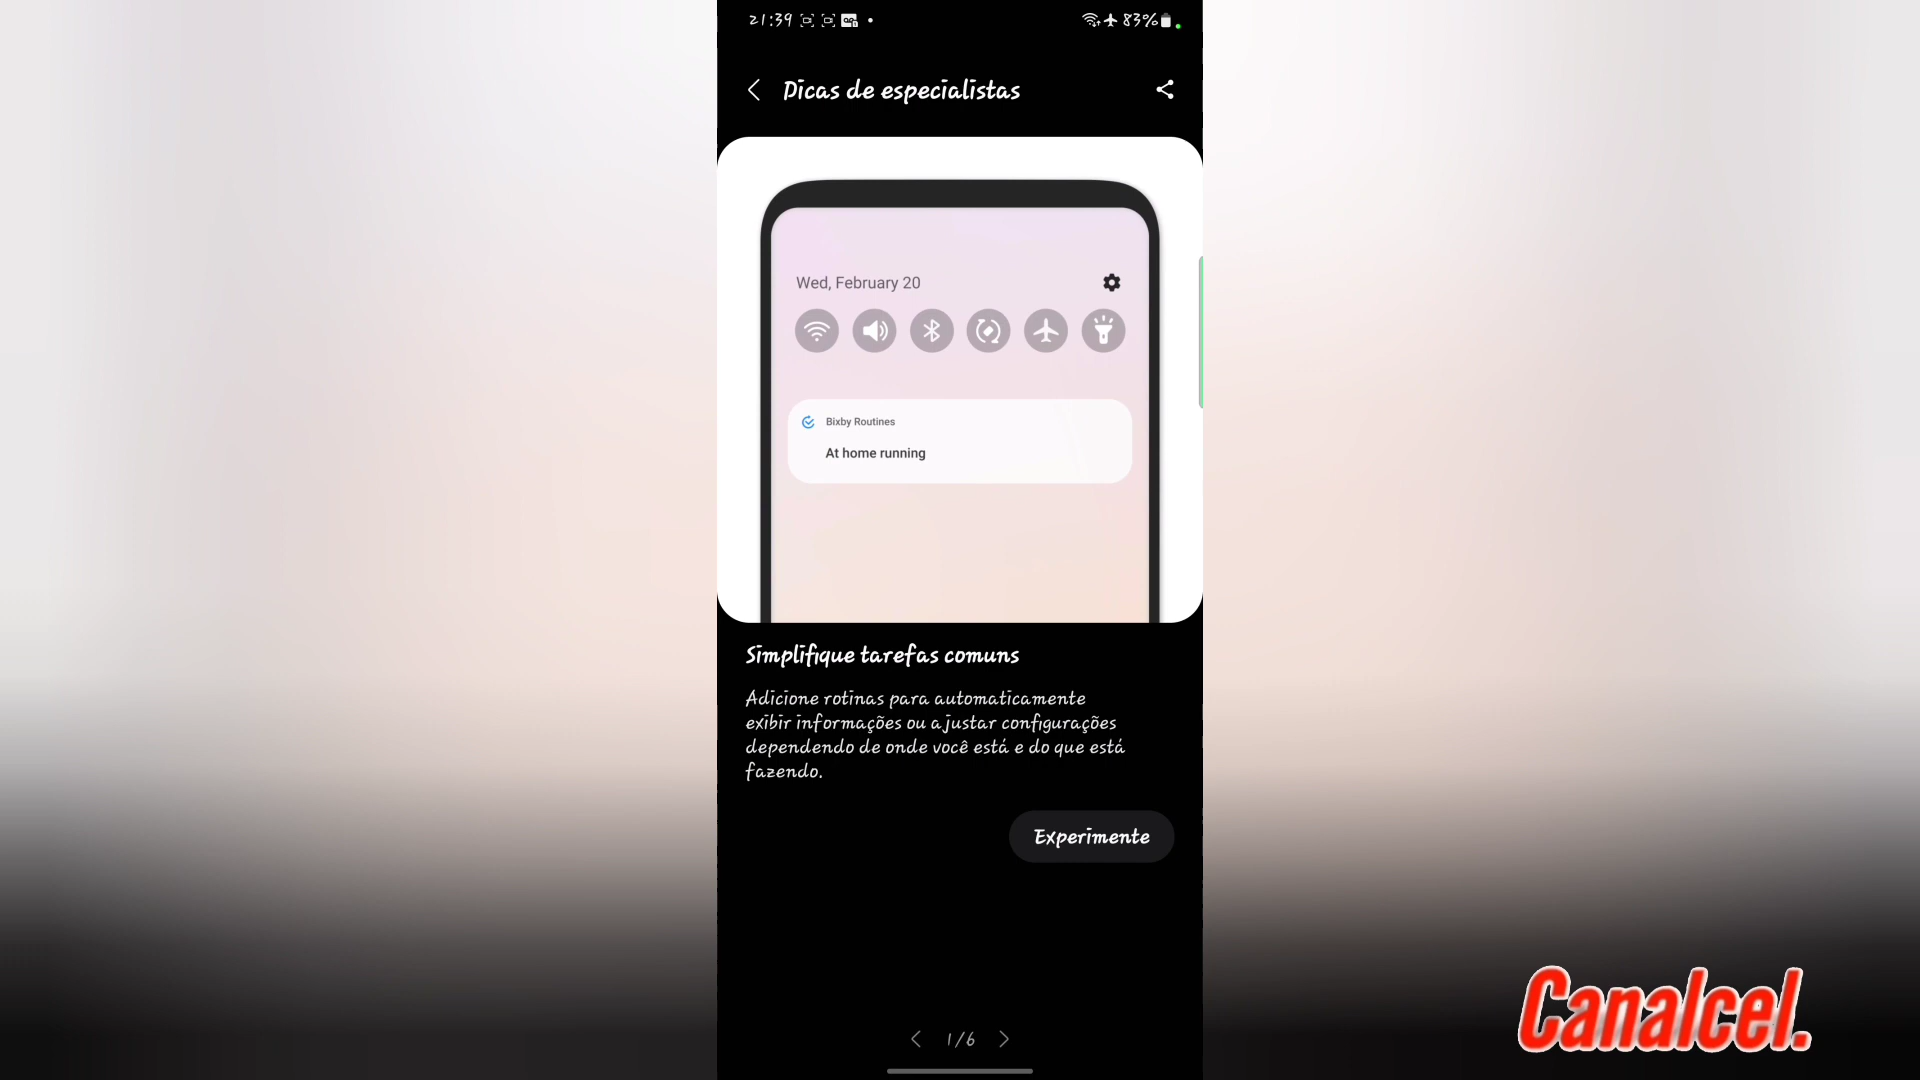 21:39
83%
Dicas de especialistas
Wed, February 20
Bixby Routines
At home running
Simplifique tarefas comuns
Adicione rotinas para automaticamente
exibir informações ou ajustar configurações
dependendo de onde você está e do que está
fazendo.
Experimente
1/6
Canalcel.